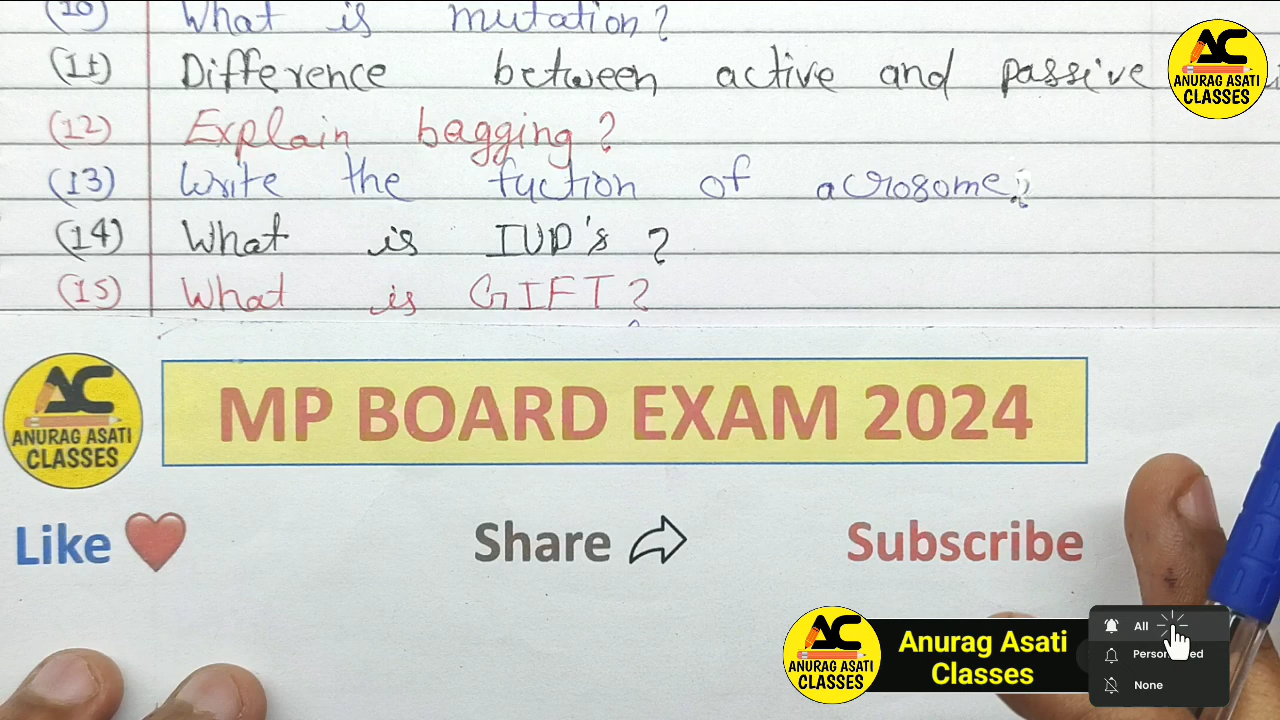 (10) What is mutation?
AC
ANURAG ASATI
CLASSES
(11) Difference between active and passive
(12) Explain bagging?
(13) Write the fuction of acrosome?
(14) What is IUD's?
(15) What is GIFT?
AC
ANURAG ASATI
CLASSES
MP BOARD EXAM 2024
Like Share Subscribe
AC
ANURAG ASATI
CLASSES
Anurag Asati
Classes
All
None